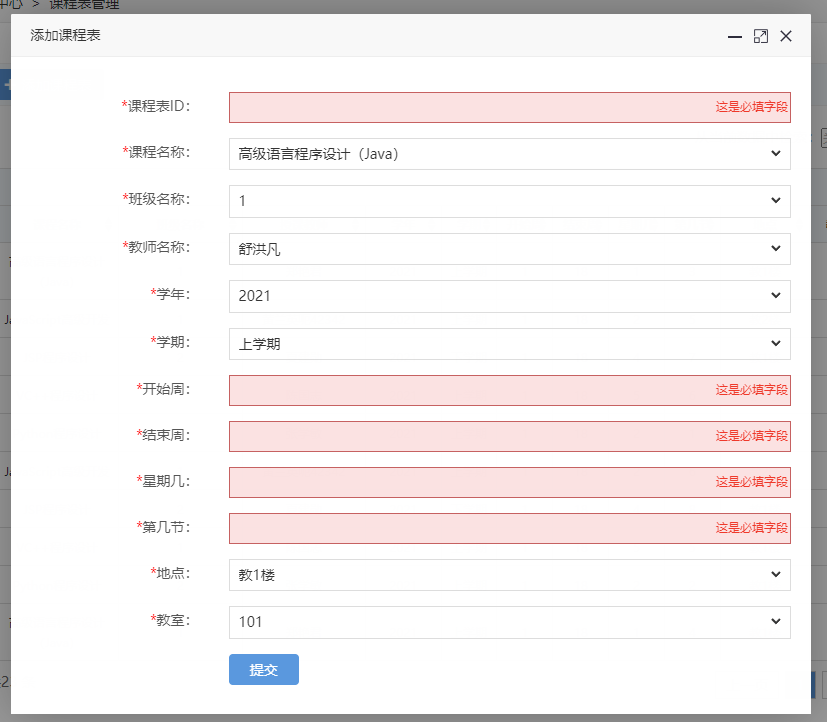 中心 > 课程表管理
添加课程表
*课程表ID： 这是必填字段
*课程名称： 高级语言程序设计（Java）
*班级名称： 1
*教师名称： 舒洪凡
*学年： 2021
*学期： 上学期
*开始周： 这是必填字段
*结束周： 这是必填字段
*星期几： 这是必填字段
*第几节： 这是必填字段
*地点： 教1楼
*教室： 101
提交